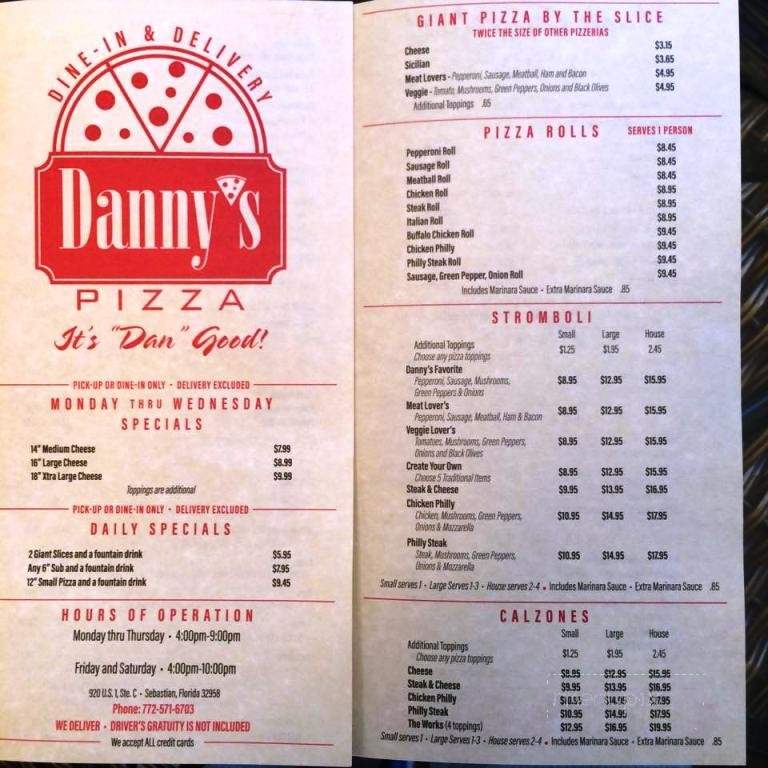 DINE-IN & DELIVERY
Danny's
PIZZA
It's "Dan" Good!
PICK-UP OR DINE-IN ONLY • DELIVERY EXCLUDED
MONDAY THRU WEDNESDAY
SPECIALS
14" Medium Cheese $7.99
16" Large Cheese $8.99
18" Xtra Large Cheese $9.99
Toppings are additional
PICK-UP OR DINE-IN ONLY • DELIVERY EXCLUDED
DAILY SPECIALS
2 Giant Slices and a fountain drink $5.95
Any 6" Sub and a fountain drink $7.95
12" Small Pizza and a fountain drink $9.45
HOURS OF OPERATION
Monday thru Thursday • 4:00pm-9:00pm
Friday and Saturday • 4:00pm-10:00pm
920 U.S. 1, Ste. C • Sebastian, Florida 32958
Phone: 772-571-6703
WE DELIVER • DRIVER'S GRATUITY IS NOT INCLUDED
We accept ALL credit cards
GIANT PIZZA BY THE SLICE
TWICE THE SIZE OF OTHER PIZZERIAS
Cheese $3.15
Sicilian $3.65
Meat Lovers - Pepperoni, Sausage, Meatball, Ham and Bacon $4.95
Veggie - Tomato, Mushrooms, Green Peppers, Onions and Black Olives $4.95
Additional Toppings .65
PIZZA ROLLS SERVES 1 PERSON
Pepperoni Roll $8.45
Sausage Roll $8.45
Meatball Roll $8.45
Chicken Roll $8.95
Steak Roll $8.95
Italian Roll $8.95
Buffalo Chicken Roll $9.45
Chicken Philly $9.45
Philly Steak Roll $9.45
Sausage, Green Pepper, Onion Roll $9.45
Includes Marinara Sauce • Extra Marinara Sauce .85
STROMBOLI
Small Large House
Additional Toppings $1.25 $1.95 2.45
Choose any pizza toppings
Danny's Favorite
Pepperoni, Sausage, Mushrooms, $8.95 $12.95 $15.95
Green Peppers & Onions
Meat Lover's
Pepperoni, Sausage, Meatball, Ham & Bacon $8.95 $12.95 $15.95
Veggie Lover's
Tomatoes, Mushrooms, Green Peppers, $8.95 $12.95 $15.95
Onions and Black Olives
Create Your Own
Choose 5 Traditional Items $8.95 $12.95 $15.95
Steak & Cheese $9.95 $13.95 $16.95
Chicken Philly
Chicken, Mushrooms, Green Peppers, $10.95 $14.95 $17.95
Onions & Mozzarella
Philly Steak
Steak, Mushrooms, Green Peppers, $10.95 $14.95 $17.95
Onions & Mozzarella
Small serves 1 • Large Serves 1-3 • House serves 2-4 • Includes Marinara Sauce • Extra Marinara Sauce .85
CALZONES
Small Large House
Additional Toppings $1.25 $1.95 2.45
Choose any pizza toppings
Cheese $8.95 $12.95 $15.95
Steak & Cheese $9.95 $13.95 $16.95
Chicken Philly $10.95 $14.95 $17.95
Philly Steak $10.95 $14.95 $17.95
The Works (4 toppings) $12.95 $16.95 $19.95
Small serves 1 • Large Serves 1-3 • House serves 2-4 • Includes Marinara Sauce • Extra Marinara Sauce .85